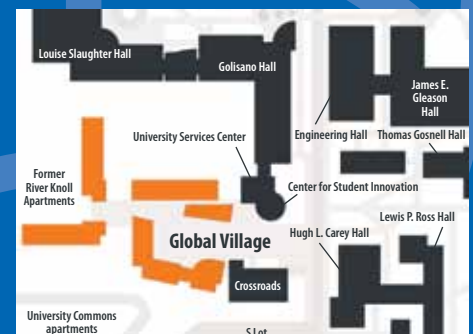 Louise Slaughter Hall
Golisano Hall
James E.
Gleason
Hall
University Services Center
Engineering Hall
Thomas Gosnell Hall
Former
River Knoll
Apartments
Center for Student Innovation
Lewis P. Ross Hall
Global Village
Hugh L. Carey Hall
Crossroads
University Commons
apartments
S Lot